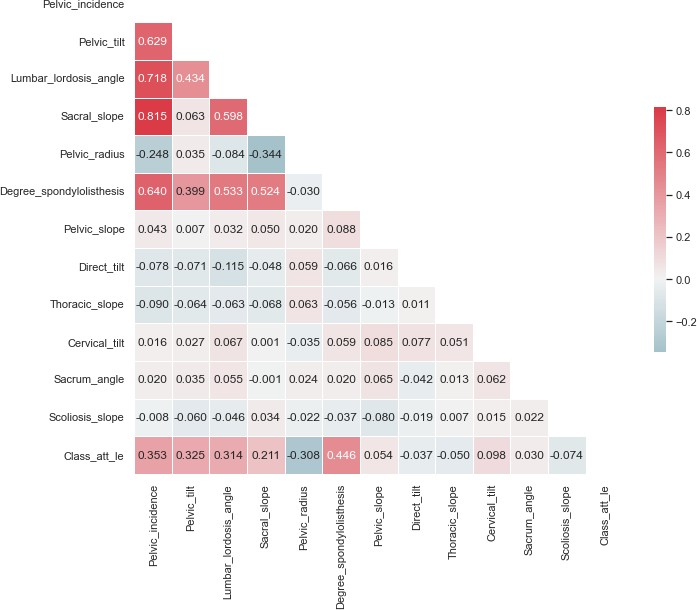 Pelvic_incidence
Pelvic_tilt 0.629
Lumbar_lordosis_angle 0.718 0.434
Sacral_slope 0.815 0.063 0.598
Pelvic_radius -0.248 0.035 -0.084 -0.344
Degree_spondylolisthesis 0.640 0.399 0.533 0.524 -0.030
Pelvic_slope 0.043 0.007 0.032 0.050 0.020 0.088
Direct_tilt -0.078 -0.071 -0.115 -0.048 0.059 -0.066 0.016
Thoracic_slope -0.090 -0.064 -0.063 -0.068 0.063 -0.056 -0.013 0.011
Cervical_tilt 0.016 0.027 0.067 0.001 -0.035 0.059 0.085 0.077 0.051
Sacrum_angle 0.020 0.035 0.055 -0.001 0.024 0.020 0.065 -0.042 0.013 0.062
Scoliosis_slope -0.008 -0.060 -0.046 0.034 -0.022 -0.037 -0.080 -0.019 0.007 0.015 0.022
Class_att_le 0.353 0.325 0.314 0.211 -0.308 0.446 0.054 -0.037 -0.050 0.098 0.030 -0.074
Pelvic_incidence
Pelvic_tilt
Lumbar_lordosis_angle
Sacral_slope
Pelvic_radius
Degree_spondylolisthesis
Pelvic_slope
Direct_tilt
Thoracic_slope
Cervical_tilt
Sacrum_angle
Scoliosis_slope
Class_att_le
0.8
0.6
0.4
0.2
0.0
−0.2